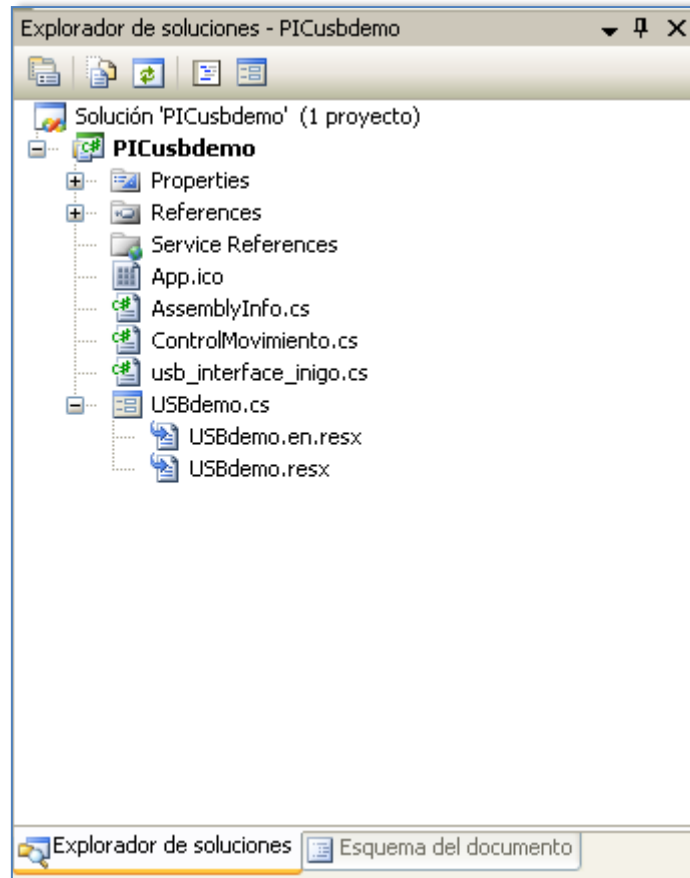 Explorador de soluciones - PICusbdemo
Solución 'PICusbdemo' (1 proyecto)
PICusbdemo
Properties
References
Service References
App.ico
AssemblyInfo.cs
ControlMovimiento.cs
usb_interface_inigo.cs
USBdemo.cs
USBdemo.en.resx
USBdemo.resx
Explorador de soluciones Esquema del documento